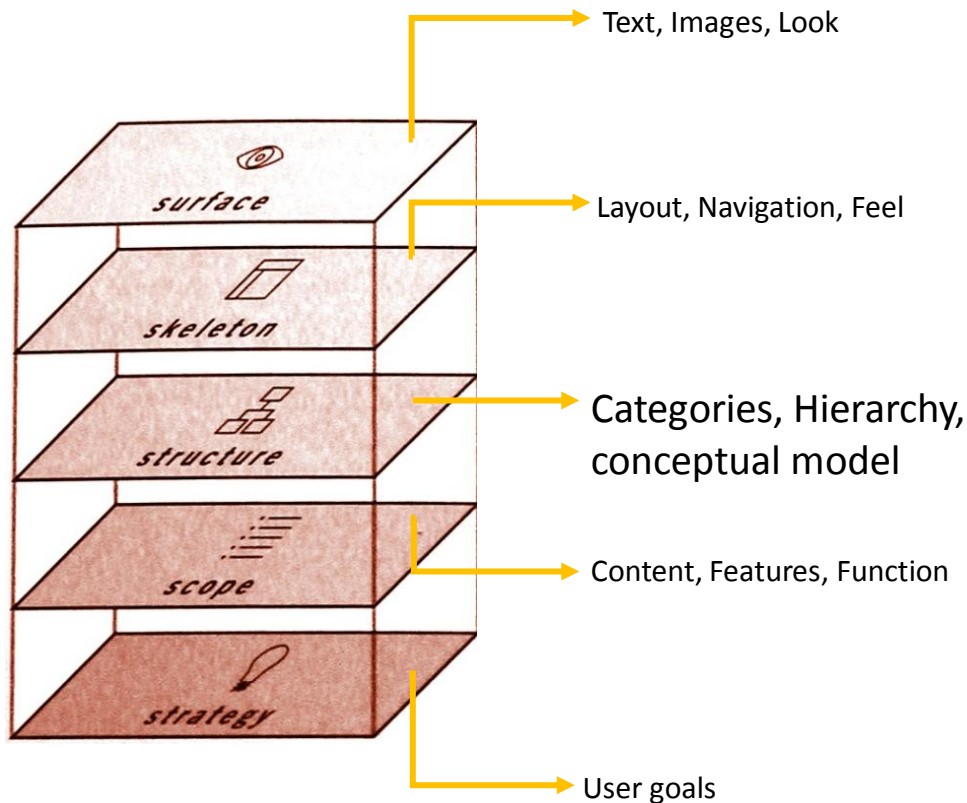 Text, Images, Look
surface
Layout, Navigation, Feel
skeleton
Categories, Hierarchy,
conceptual model
structure
Content, Features, Function
scope
strategy
User goals